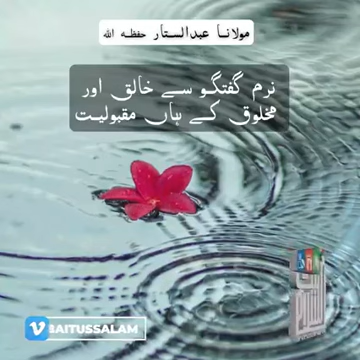 مولانا عبدالستار حفظہ اللہ
نرم گفتگو سے خالق اور
مخلوق کے ہاں مقبولیت
BAITUSSALAM